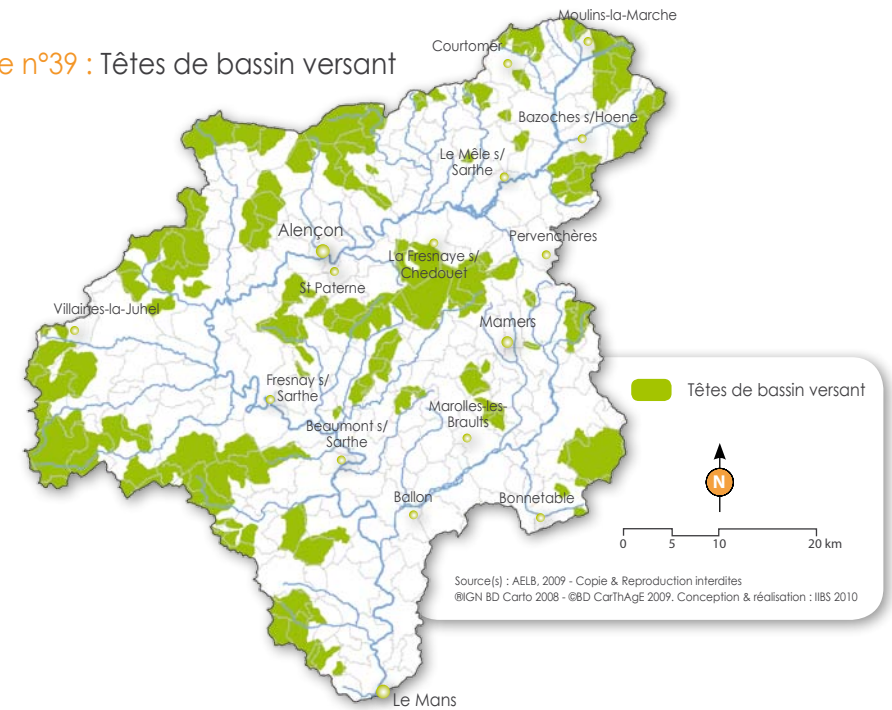 e n°39 : Têtes de bassin versant
Moulins-la-Marche
Courtomer
Bazoches s/Hoene
Le Mêle s/
Sarthe
Alençon
Pervenchères
La Fresnaye s/
Chedouet
St Paterne
Villaines-la-Juhel
Mamers
Fresnay s/
Sarthe
Marolles-les-
Braults
Beaumont s/
Sarthe
Ballon
Bonnetable
Le Mans
Têtes de bassin versant
N
0 5 10 20 km
Source(s) : AELB, 2009 - Copie & Reproduction interdites
®IGN BD Carto 2008 - ©BD CarThAgE 2009. Conception & réalisation : IIBS 2010